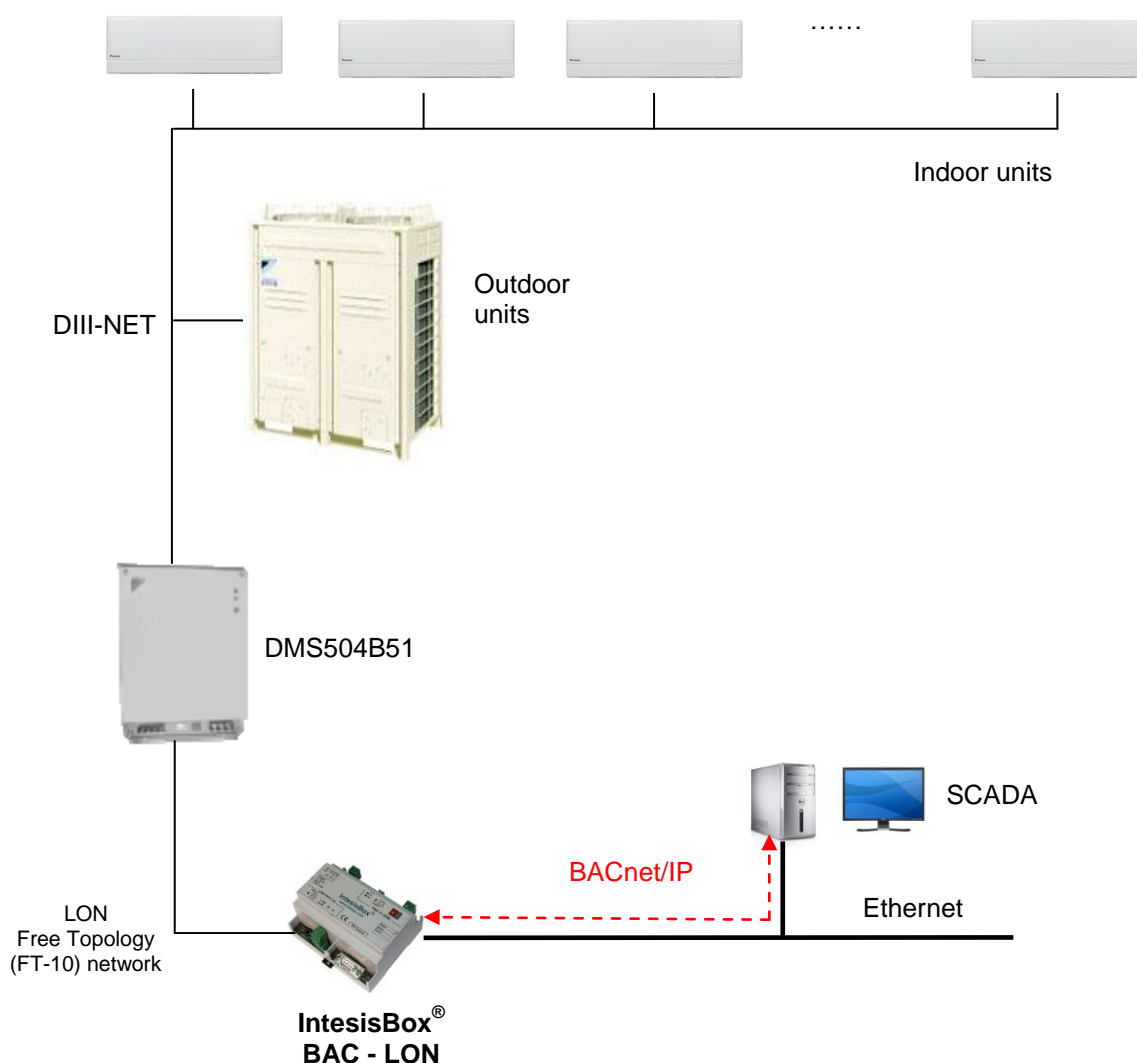 ......
Indoor units
Outdoor
units
DIII-NET
DMS504B51
SCADA
BACnet/IP
Ethernet
LON
Free Topology
(FT-10) network
IntesisBox®
IntesisBox®
BAC - LON